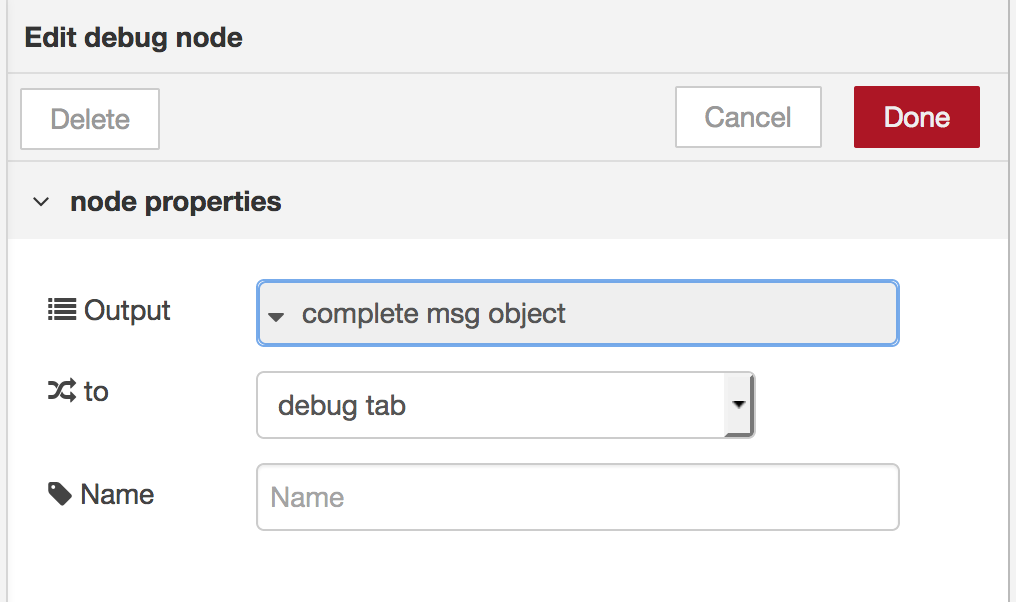 Edit debug node
Delete
Cancel
Done
node properties
Output
complete msg object
to
debug tab
Name
Name